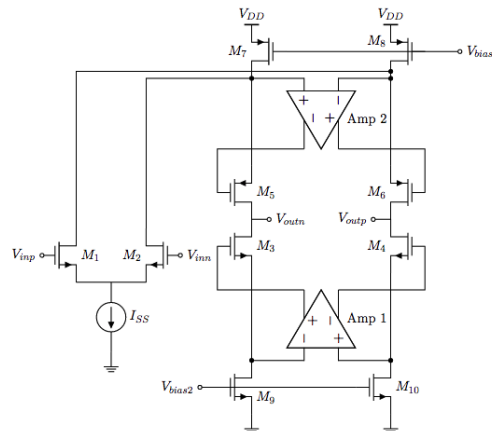 V_DD V_DD
M_7 M_8
V_bias
+ − Amp 2
− +
M_5 M_6
V_outn V_outp
V_inp M_1 M_2 V_inn M_3 M_4
I_SS
+ − Amp 1
− +
V_bias2 M_9 M_10